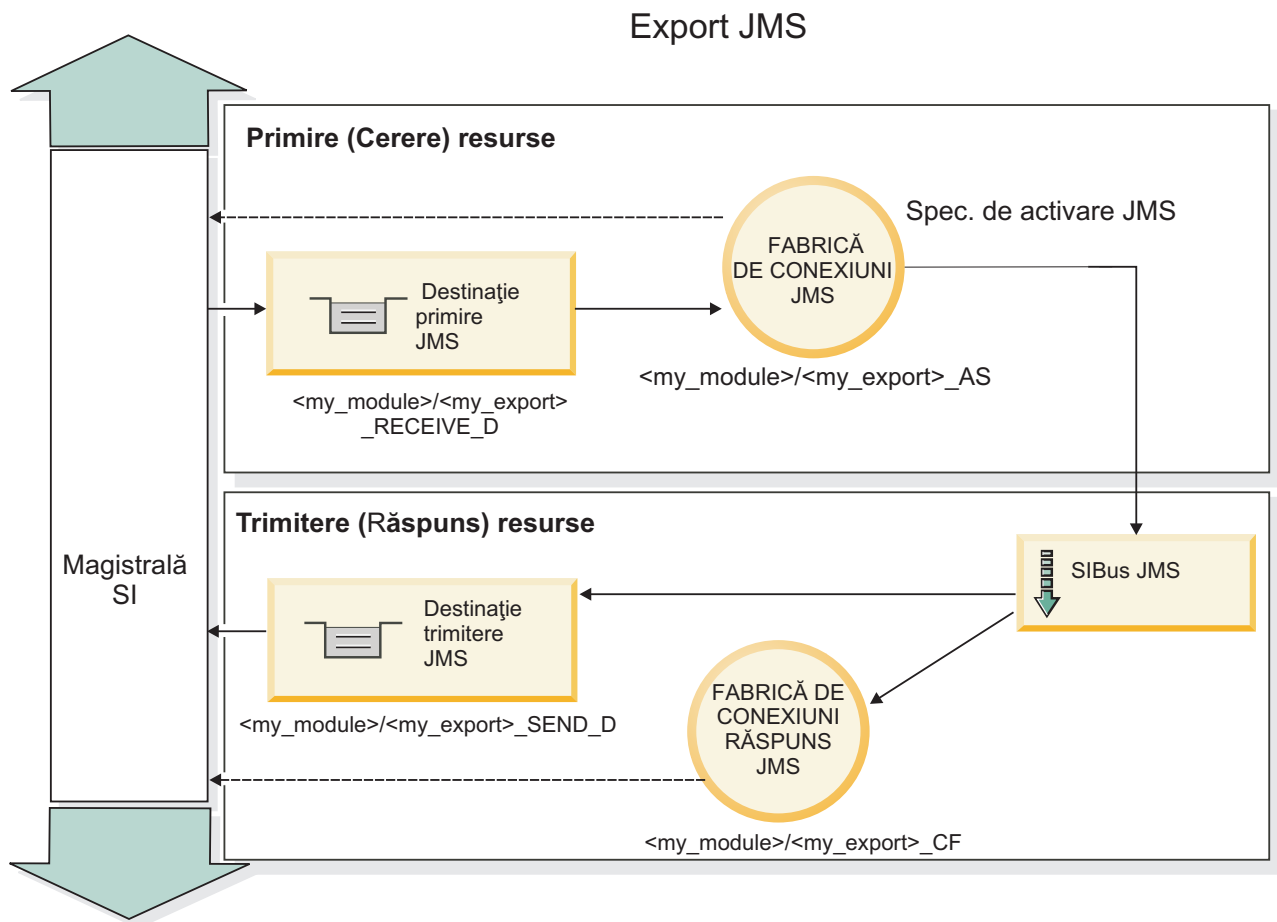 Export JMS
Primire (Cerere) resurse
Spec. de activare JMS
FABRICĂ
DE CONEXIUNI
JMS
Destinaţie
primire
JMS
<my_module>/<my_export>_AS
<my_module>/<my_export>
_RECEIVE_D
Magistrală
SI
Trimitere (Răspuns) resurse
SIBus JMS
Destinaţie
trimitere
JMS
<my_module>/<my_export>_SEND_D
FABRICĂ DE
CONEXIUNI
RĂSPUNS
JMS
<my_module>/<my_export>_CF